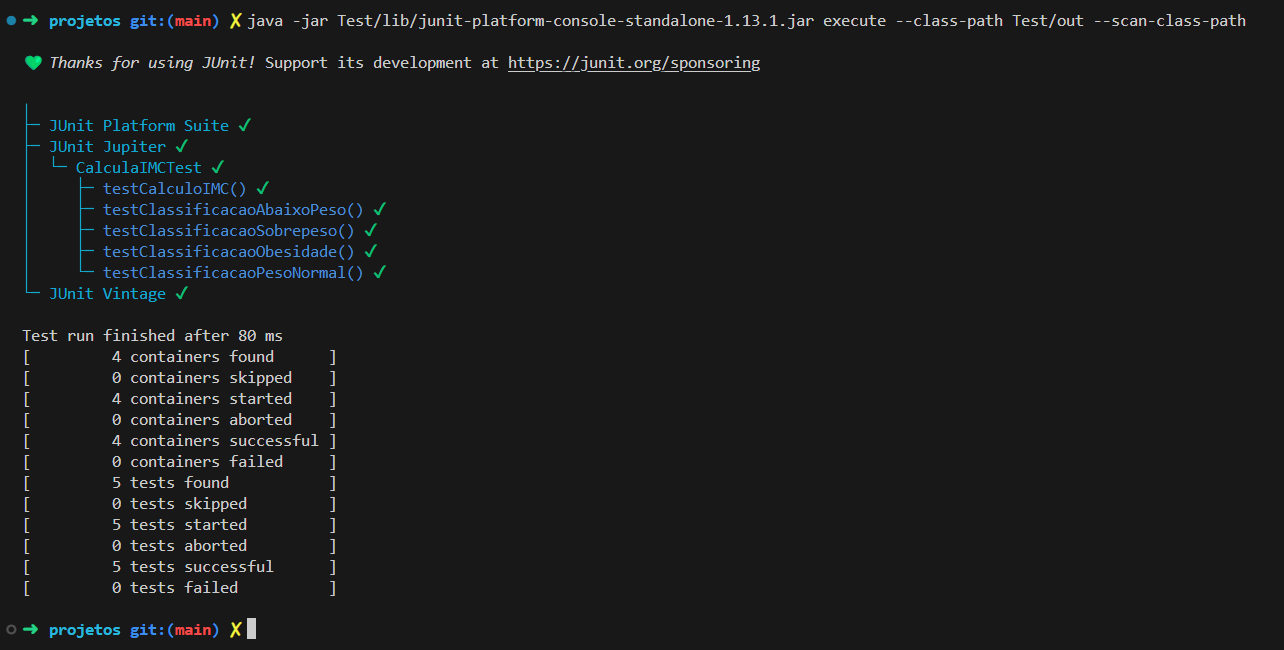 ➜ projetos git:(main) ✗ java -jar Test/lib/junit-platform-console-standalone-1.13.1.jar execute --class-path Test/out --scan-class-path
💚 Thanks for using JUnit! Support its development at https://junit.org/sponsoring
├─ JUnit Platform Suite ✔
├─ JUnit Jupiter ✔
│  └─ CalculaIMCTest ✔
│     ├─ testCalculoIMC() ✔
│     ├─ testClassificacaoAbaixoPeso() ✔
│     ├─ testClassificacaoSobrepeso() ✔
│     ├─ testClassificacaoObesidade() ✔
│     └─ testClassificacaoPesoNormal() ✔
└─ JUnit Vintage ✔
Test run finished after 80 ms
[         4 containers found      ]
[         0 containers skipped    ]
[         4 containers started    ]
[         0 containers aborted    ]
[         4 containers successful ]
[         0 containers failed     ]
[         5 tests found           ]
[         0 tests skipped         ]
[         5 tests started         ]
[         0 tests aborted         ]
[         5 tests successful      ]
[         0 tests failed          ]
➜ projetos git:(main) ✗